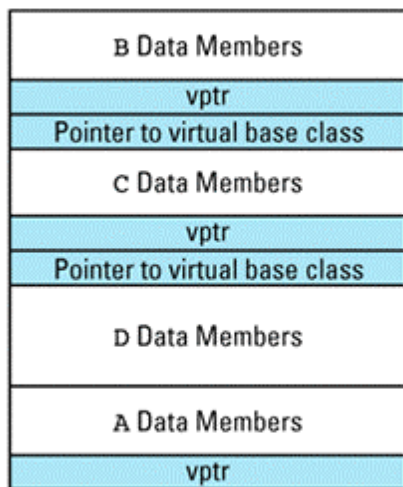 B Data Members
vptr
Pointer to virtual base class
C Data Members
vptr
Pointer to virtual base class
D Data Members
A Data Members
vptr